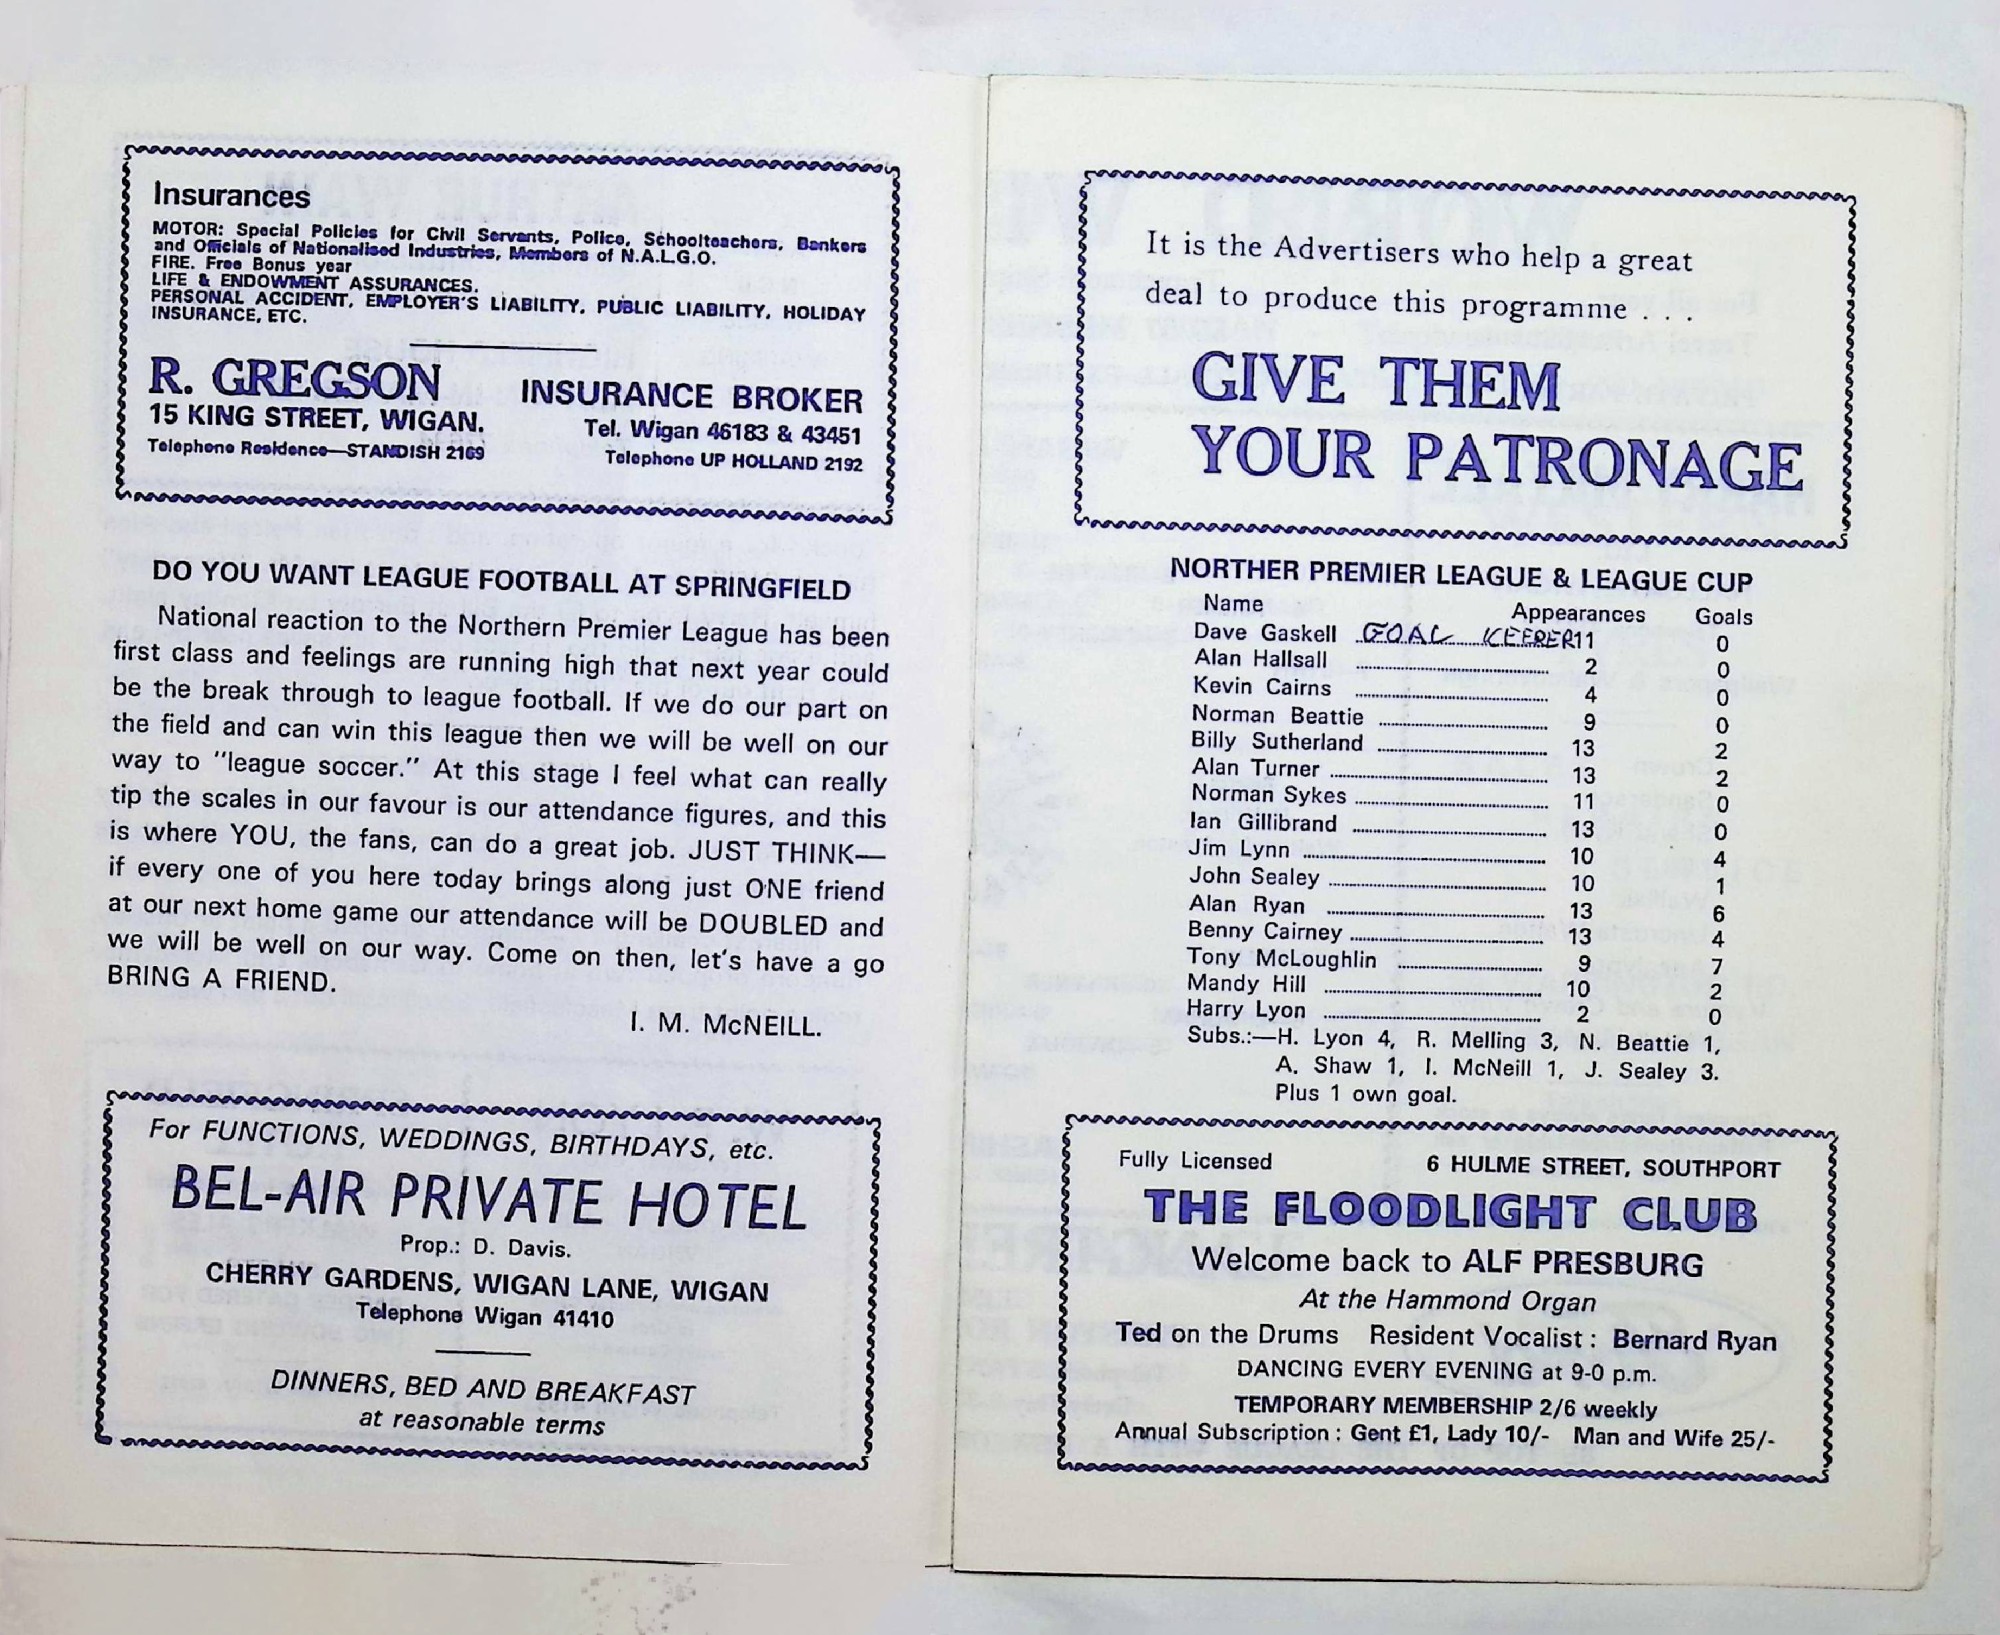 Insurances
MOTOR: Special Policies for Civil Servants, Police, Schoolteachers, Bankers
and Officials of Nationalised Industries, Members of N.A.L.G.O.
FIRE. Free Bonus year
LIFE & ENDOWMENT ASSURANCES.
PERSONAL ACCIDENT, EMPLOYER'S LIABILITY, PUBLIC LIABILITY, HOLIDAY
INSURANCE, ETC.
R. GREGSON INSURANCE BROKER
15 KING STREET, WIGAN. Tel. Wigan 46183 & 43451
Telephone Residence—STANDISH 2169 Telephone UP HOLLAND 2192
DO YOU WANT LEAGUE FOOTBALL AT SPRINGFIELD
National reaction to the Northern Premier League has been
first class and feelings are running high that next year could
be the break through to league football. If we do our part on
the field and can win this league then we will be well on our
way to "league soccer." At this stage I feel what can really
tip the scales in our favour is our attendance figures, and this
is where YOU, the fans, can do a great job. JUST THINK—
if every one of you here today brings along just ONE friend
at our next home game our attendance will be DOUBLED and
we will be well on our way. Come on then, let's have a go
BRING A FRIEND.
I. M. McNEILL.
For FUNCTIONS, WEDDINGS, BIRTHDAYS, etc.
BEL-AIR PRIVATE HOTEL
Prop.: D. Davis.
CHERRY GARDENS, WIGAN LANE, WIGAN
Telephone Wigan 41410
DINNERS, BED AND BREAKFAST
at reasonable terms
It is the Advertisers who help a great
deal to produce this programme . . .
GIVE THEM
YOUR PATRONAGE
NORTHER PREMIER LEAGUE & LEAGUE CUP
Name Appearances Goals
Dave Gaskell GOAL KEEPER 11 0
Alan Hallsall 2 0
Kevin Cairns 4 0
Norman Beattie 9 0
Billy Sutherland 13 2
Alan Turner 13 2
Norman Sykes 11 0
Ian Gillibrand 13 0
Jim Lynn 10 4
John Sealey 10 1
Alan Ryan 13 6
Benny Cairney 13 4
Tony McLoughlin 9 7
Mandy Hill 10 2
Harry Lyon 2 0
Subs.:—H. Lyon 4, R. Melling 3, N. Beattie 1,
A. Shaw 1, I. McNeill 1, J. Sealey 3.
Plus 1 own goal.
Fully Licensed 6 HULME STREET, SOUTHPORT
THE FLOODLIGHT CLUB
Welcome back to ALF PRESBURG
At the Hammond Organ
Ted on the Drums Resident Vocalist : Bernard Ryan
DANCING EVERY EVENING at 9-0 p.m.
TEMPORARY MEMBERSHIP 2/6 weekly
Annual Subscription : Gent £1, Lady 10/- Man and Wife 25/-